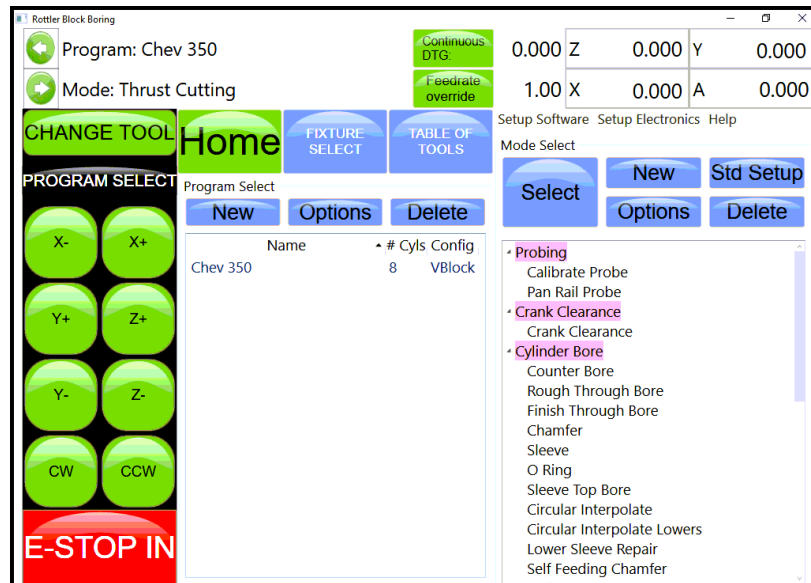 Rottler Block Boring
Program: Chev 350
Continuous DTG:
0.000 Z 0.000 Y 0.000
Mode: Thrust Cutting
Feedrate override
1.00 X 0.000 A 0.000
CHANGE TOOL
Home
FIXTURE SELECT
TABLE OF TOOLS
Setup Software Setup Electronics Help
Mode Select
PROGRAM SELECT
Program Select
New Options Delete
Select
New
Std Setup
Options
Delete
Name # Cyls Config
Chev 350 8 VBlock
X- X+
Y+ Z+
Y- Z-
CW CCW
E-STOP IN
Probing
Calibrate Probe
Pan Rail Probe
Crank Clearance
Crank Clearance
Cylinder Bore
Counter Bore
Rough Through Bore
Finish Through Bore
Chamfer
Sleeve
O Ring
Sleeve Top Bore
Circular Interpolate
Circular Interpolate Lowers
Lower Sleeve Repair
Self Feeding Chamfer